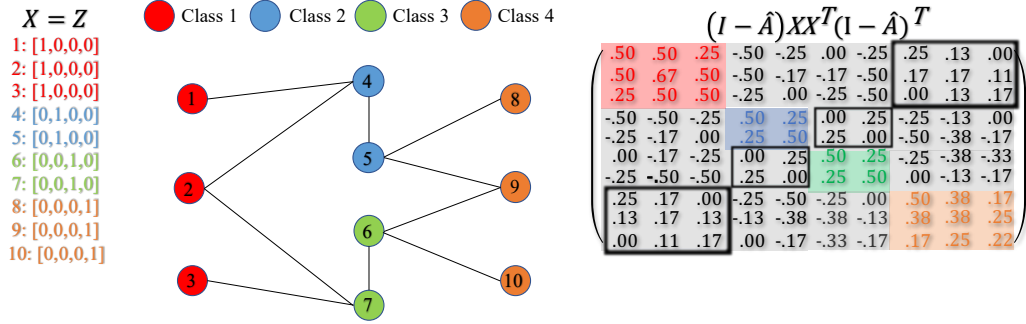 X = Z
1: [1,0,0,0]
2: [1,0,0,0]
3: [1,0,0,0]
4: [0,1,0,0]
5: [0,1,0,0]
6: [0,0,1,0]
7: [0,0,1,0]
8: [0,0,0,1]
9: [0,0,0,1]
10: [0,0,0,1]
Class 1 Class 2 Class 3 Class 4
1
2
3
4
5
6
7
8
9
10
(I − Â)XXᵀ(I − Â)ᵀ
.50 .50 .25 -.50 -.25 .00 -.25 .25 .13 .00
.50 .67 .50 -.50 -.17 -.17 -.50 .17 .17 .11
.25 .50 .50 -.25 .00 -.25 -.50 .00 .13 .17
-.50 -.50 -.25 .50 .25 .00 .25 -.25 -.13 .00
-.25 -.17 .00 .25 .50 .25 .00 -.50 -.38 -.17
.00 -.17 -.25 .00 .25 .50 .25 -.25 -.38 -.33
-.25 -.50 -.50 .25 .00 .25 .50 .00 -.13 -.17
.25 .17 .00 -.25 -.50 -.25 .00 .50 .38 .17
.13 .17 .13 -.13 -.38 -.38 -.13 .38 .38 .25
.00 .11 .17 .00 -.17 -.33 -.17 .17 .25 .22